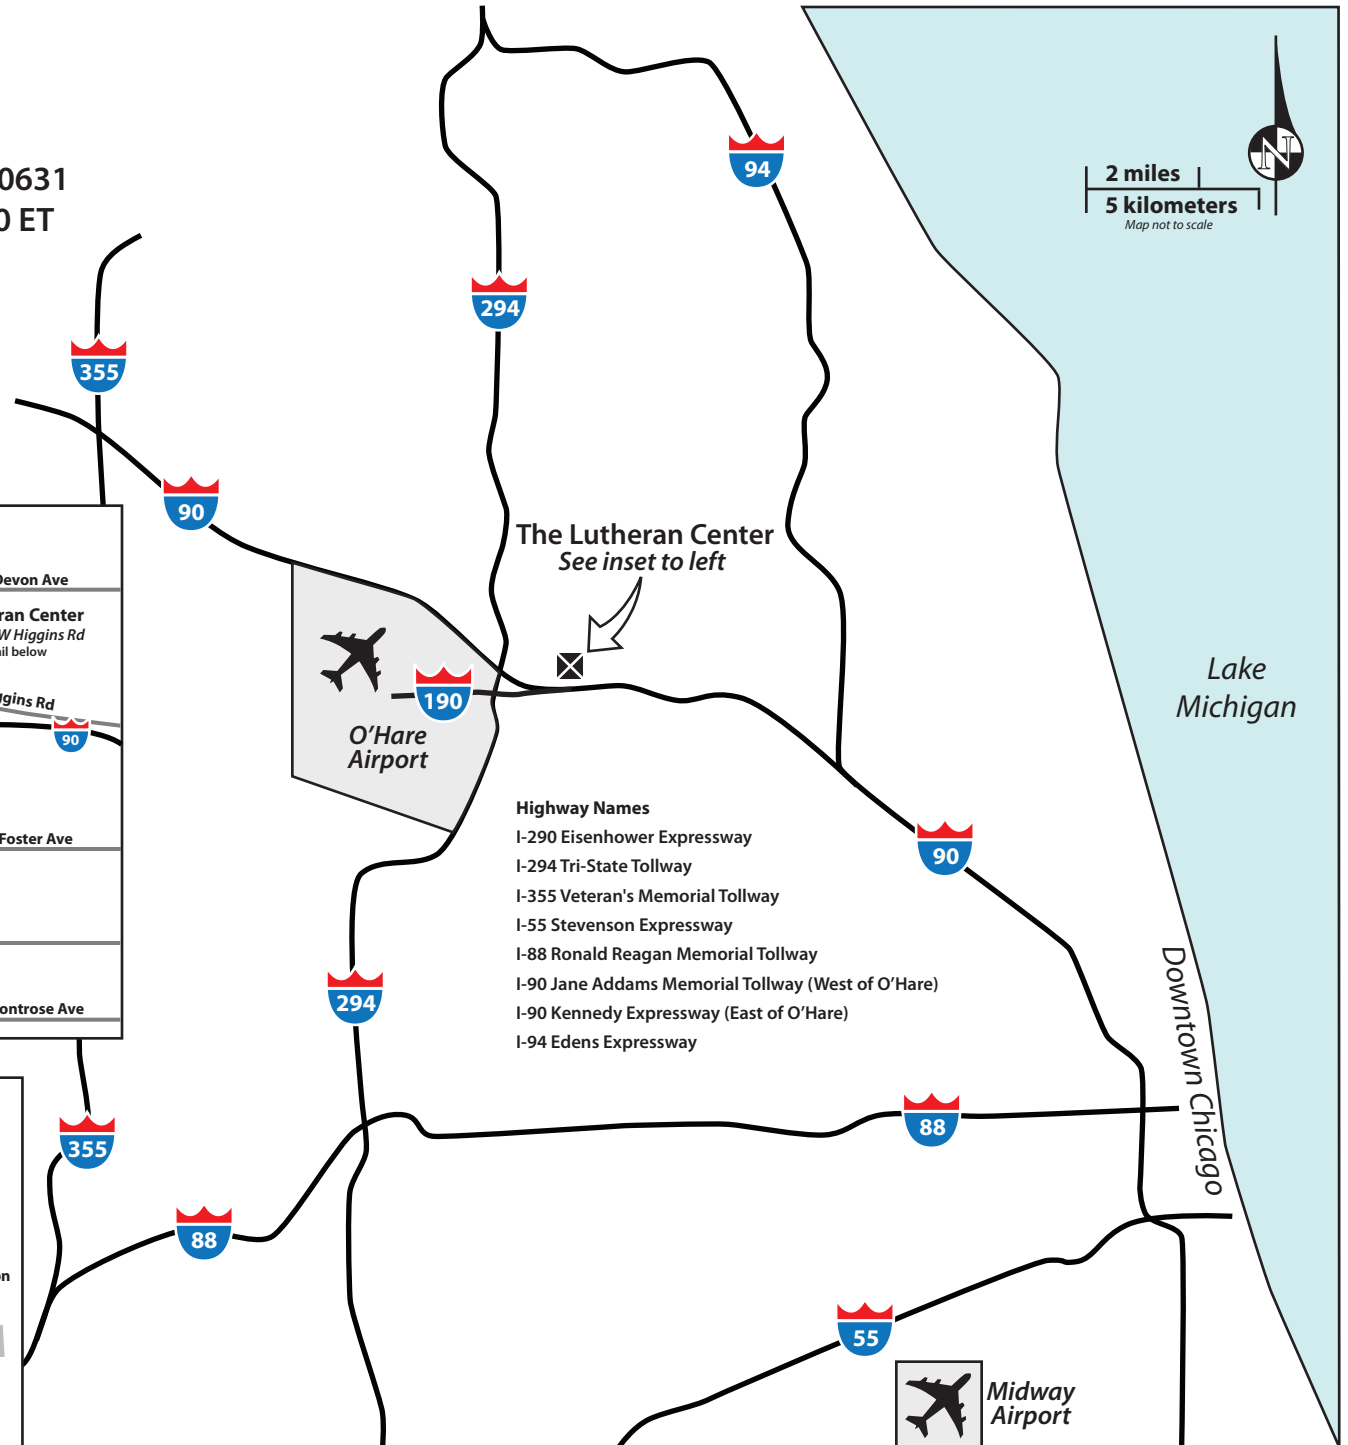 0631
0 ET
94
2 miles
5 kilometers
Map not to scale
N
294
355
90
The Lutheran Center
See inset to left
Devon Ave
ran Center
W Higgins Rd
il below
ggins Rd
90
Foster Ave
ontrose Ave
190
O'Hare
Airport
Lake
Michigan
Highway Names
I-290 Eisenhower Expressway
I-294 Tri-State Tollway
I-355 Veteran's Memorial Tollway
I-55 Stevenson Expressway
I-88 Ronald Reagan Memorial Tollway
I-90 Jane Addams Memorial Tollway (West of O'Hare)
I-90 Kennedy Expressway (East of O'Hare)
I-94 Edens Expressway
90
294
Downtown Chicago
88
355
88
on
55
Midway
Airport